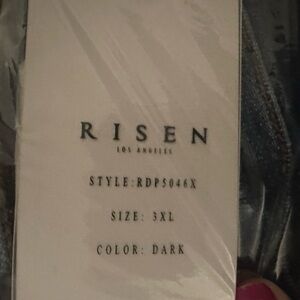 RISEN
LOS ANGELES
STYLE:RDP5046X
SIZE: 3XL
COLOR: DARK